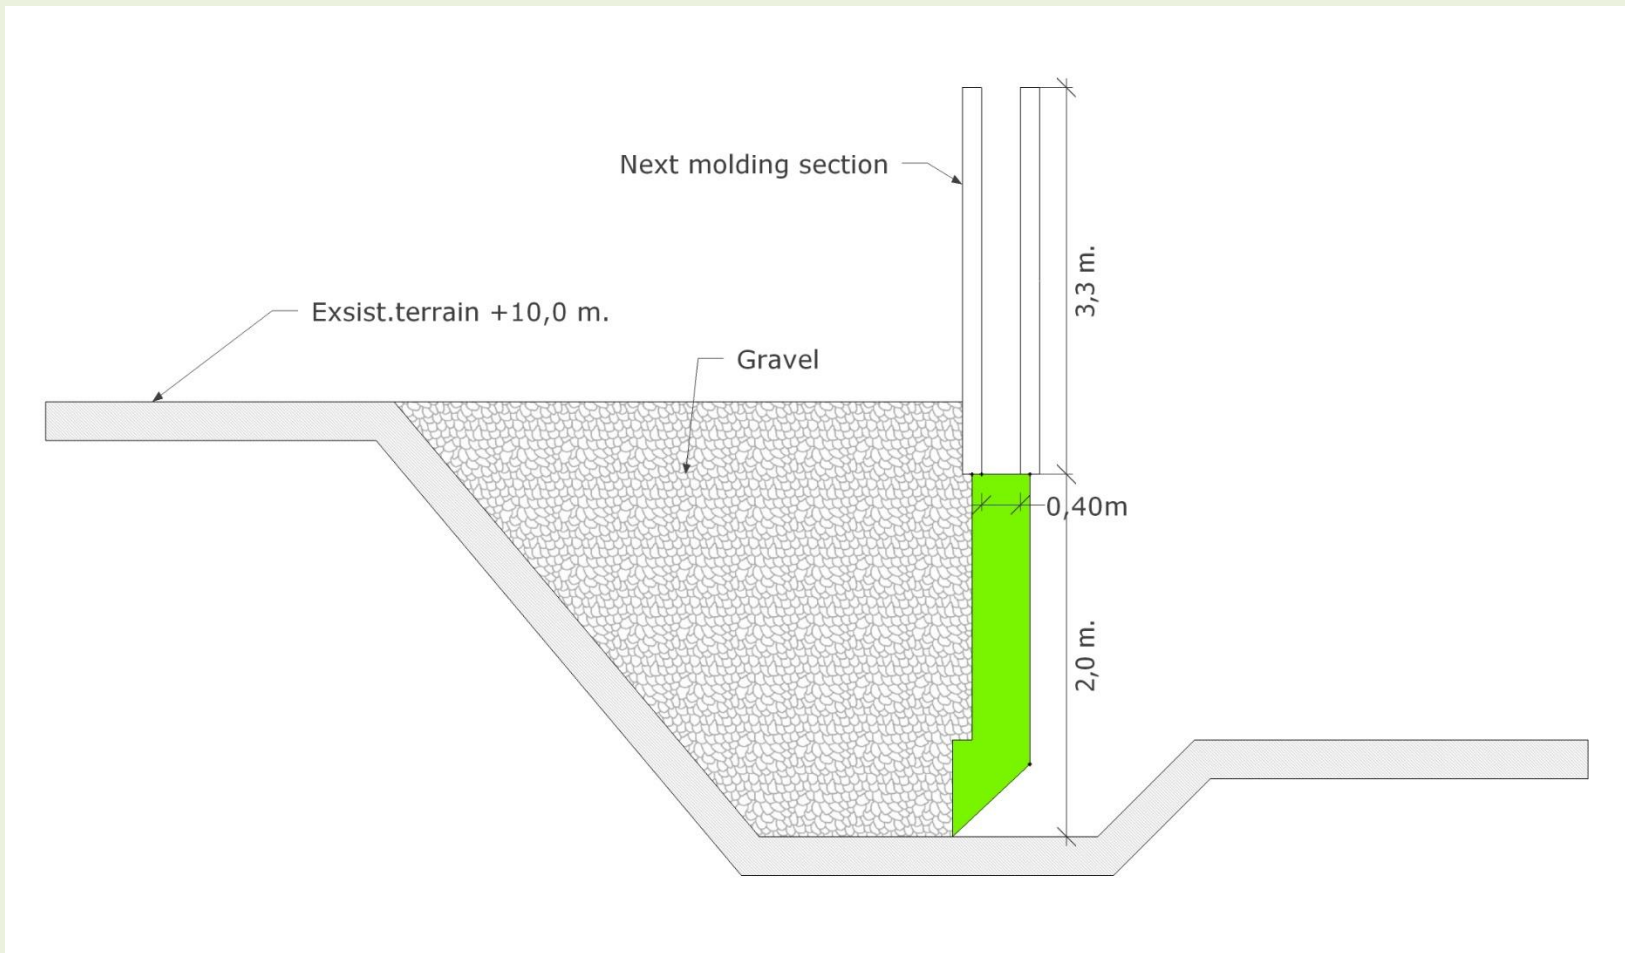 Next molding section
3,3 m.
Exsist.terrain +10,0 m.
Gravel
0,40m
2,0 m.